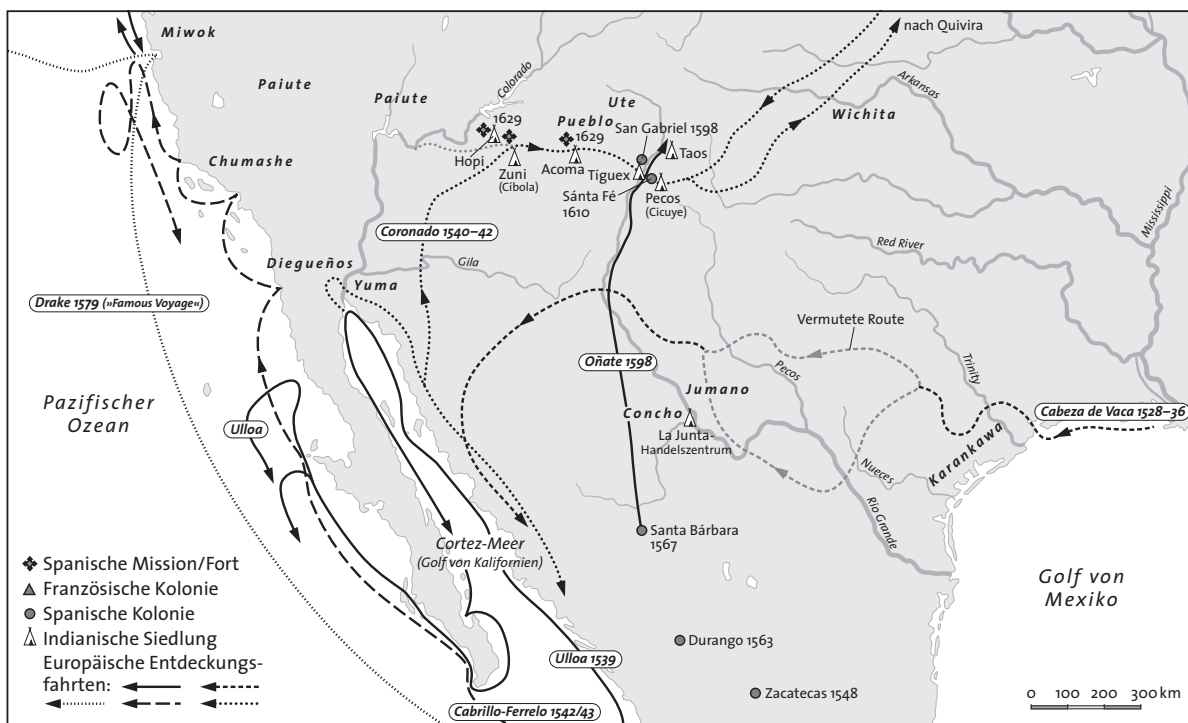 Miwok
nach Quivira
Paiute
Paiute
Colorado
Ute
Arkansas
Wichita
1629
Pueblo
1629
San Gabriel 1598
Chumashe
Hopi
Zuni
(Cibola)
Acoma
Tíguex
Taos
Sánta Fé
1610
Pecos
(Cicuye)
Mississippi
Coronado 1540–42
Red River
Diegueños
Gila
Yuma
Drake 1579 (»Famous Voyage«)
Vermutete Route
Oñate 1598
Pecos
Trinity
Jumano
Pazifischer
Ozean
Concho
Cabeza de Vaca 1528–36
Ulloa
La Junta-
Handelszentrum
Karankawa
Nueces
Rio Grande
Santa Bárbara
1567
Cortez-Meer
(Golf von Kalifornien)
Golf von
Mexiko
Spanische Mission/Fort
Französische Kolonie
Spanische Kolonie
Indianische Siedlung
Europäische Entdeckungs-
fahrten:
Durango 1563
Ulloa 1539
Zacatecas 1548
Cabrillo-Ferrelo 1542/43
0 100 200 300 km